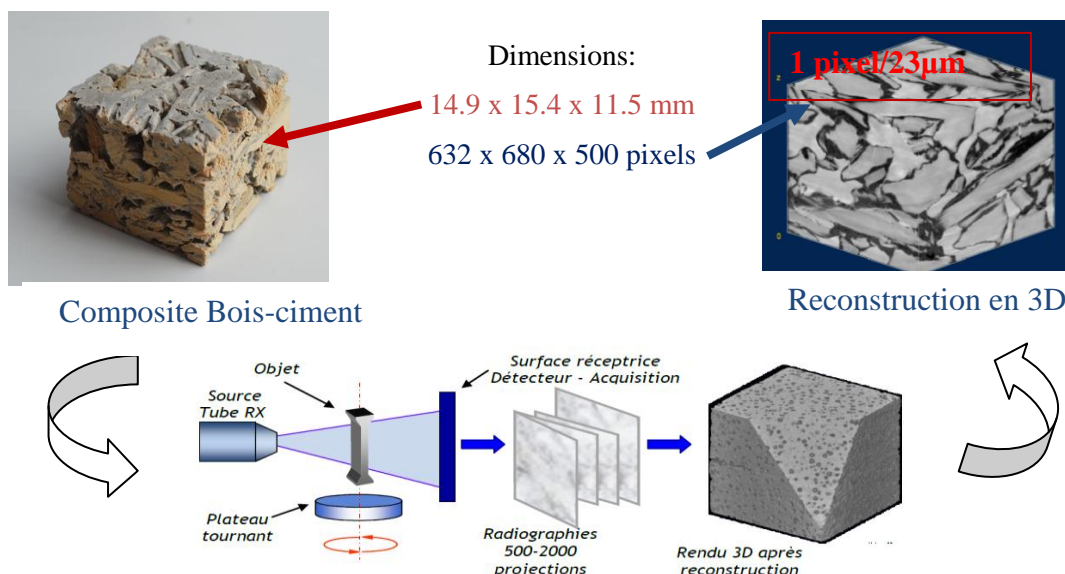 Dimensions:
14.9 x 15.4 x 11.5 mm
632 x 680 x 500 pixels
1 pixel/23µm
z
0
Composite Bois-ciment
Reconstruction en 3D
Objet
Source
Tube RX
Surface réceptrice
Détecteur - Acquisition
Plateau
tournant
Radiographies
500-2000
projections
Rendu 3D après
reconstruction